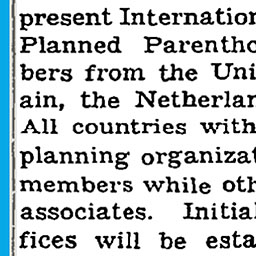 present Internation
Planned Parentho
bers from the Uni
ain, the Netherlan
All countries with
planning organizat
members while oth
associates. Initial
fices will be esta